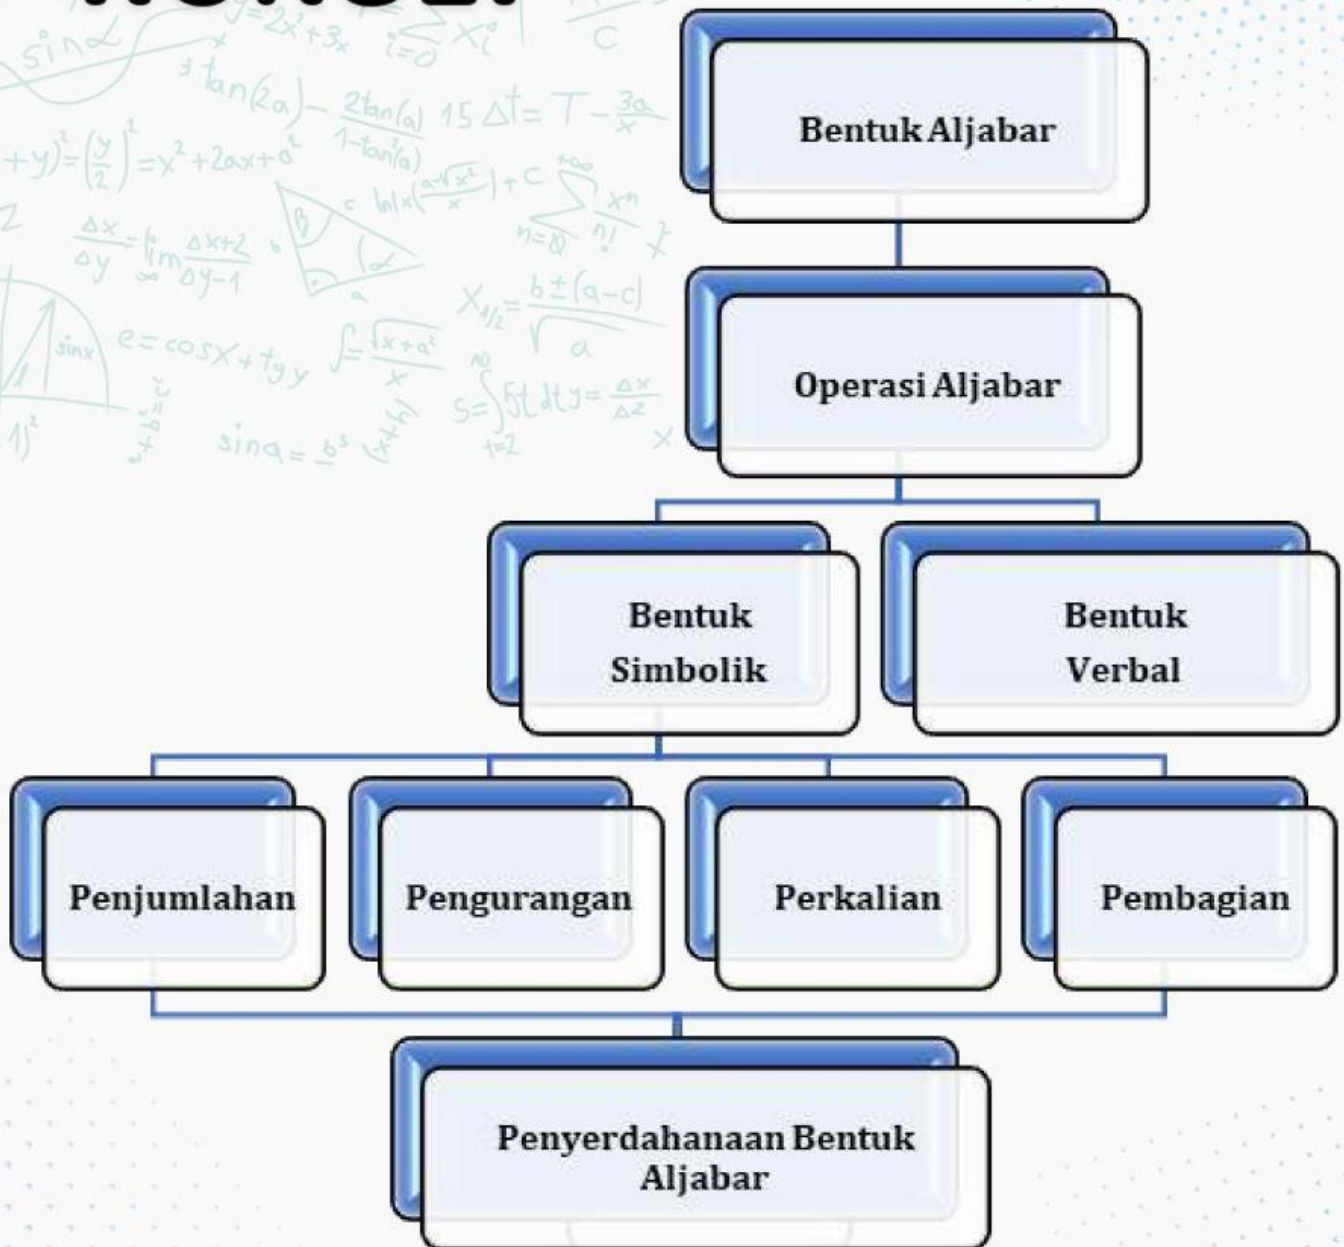 Bentuk Aljabar
Operasi Aljabar
Bentuk
Simbolik
Bentuk
Verbal
Penjumlahan
Pengurangan
Perkalian
Pembagian
Penyerdahanaan Bentuk
Aljabar